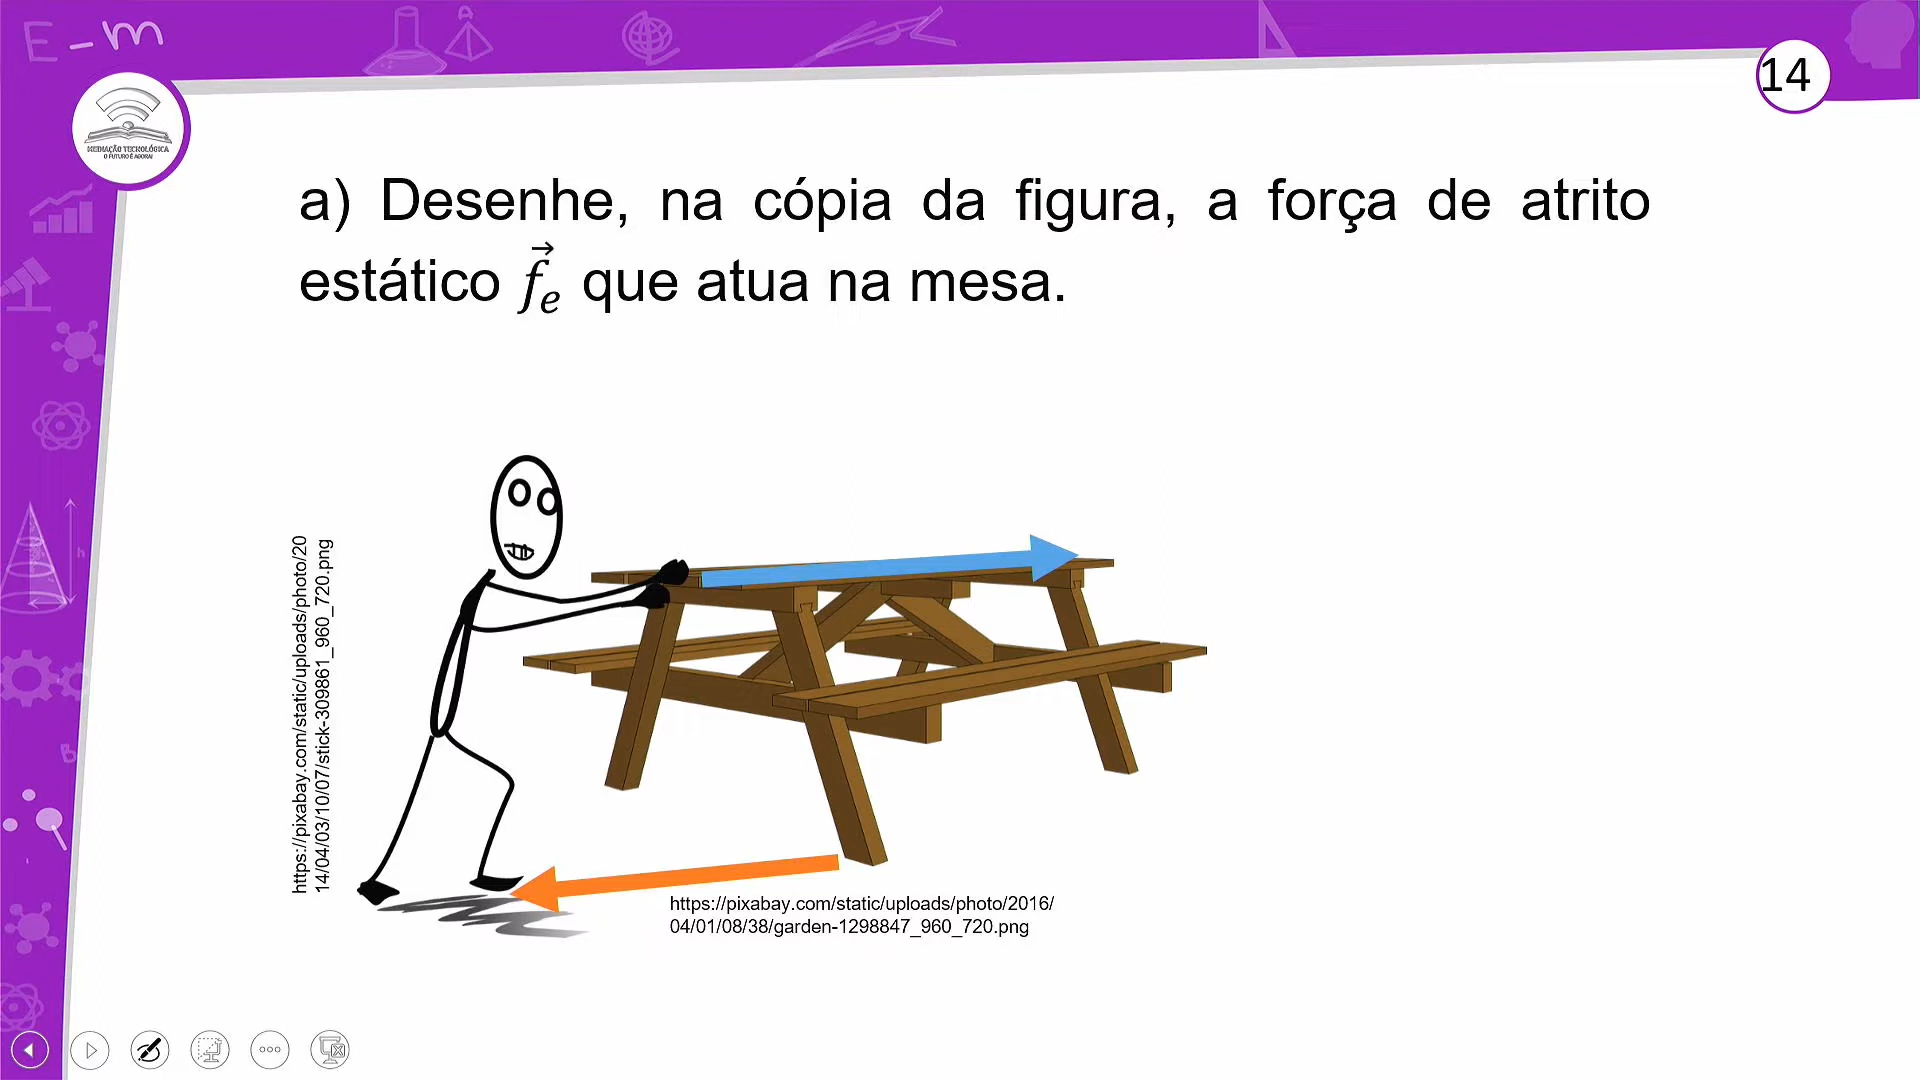 E-m
14
MEDIAÇÃO TECNOLÓGICA
O FUTURO É AGORA!
a) Desenhe, na cópia da figura, a força de atrito
estático f⃗ₑ que atua na mesa.
https://pixabay.com/static/uploads/photo/20
14/04/03/10/07/stick-309861_960_720.png
https://pixabay.com/static/uploads/photo/2016/
04/01/08/38/garden-1298847_960_720.png